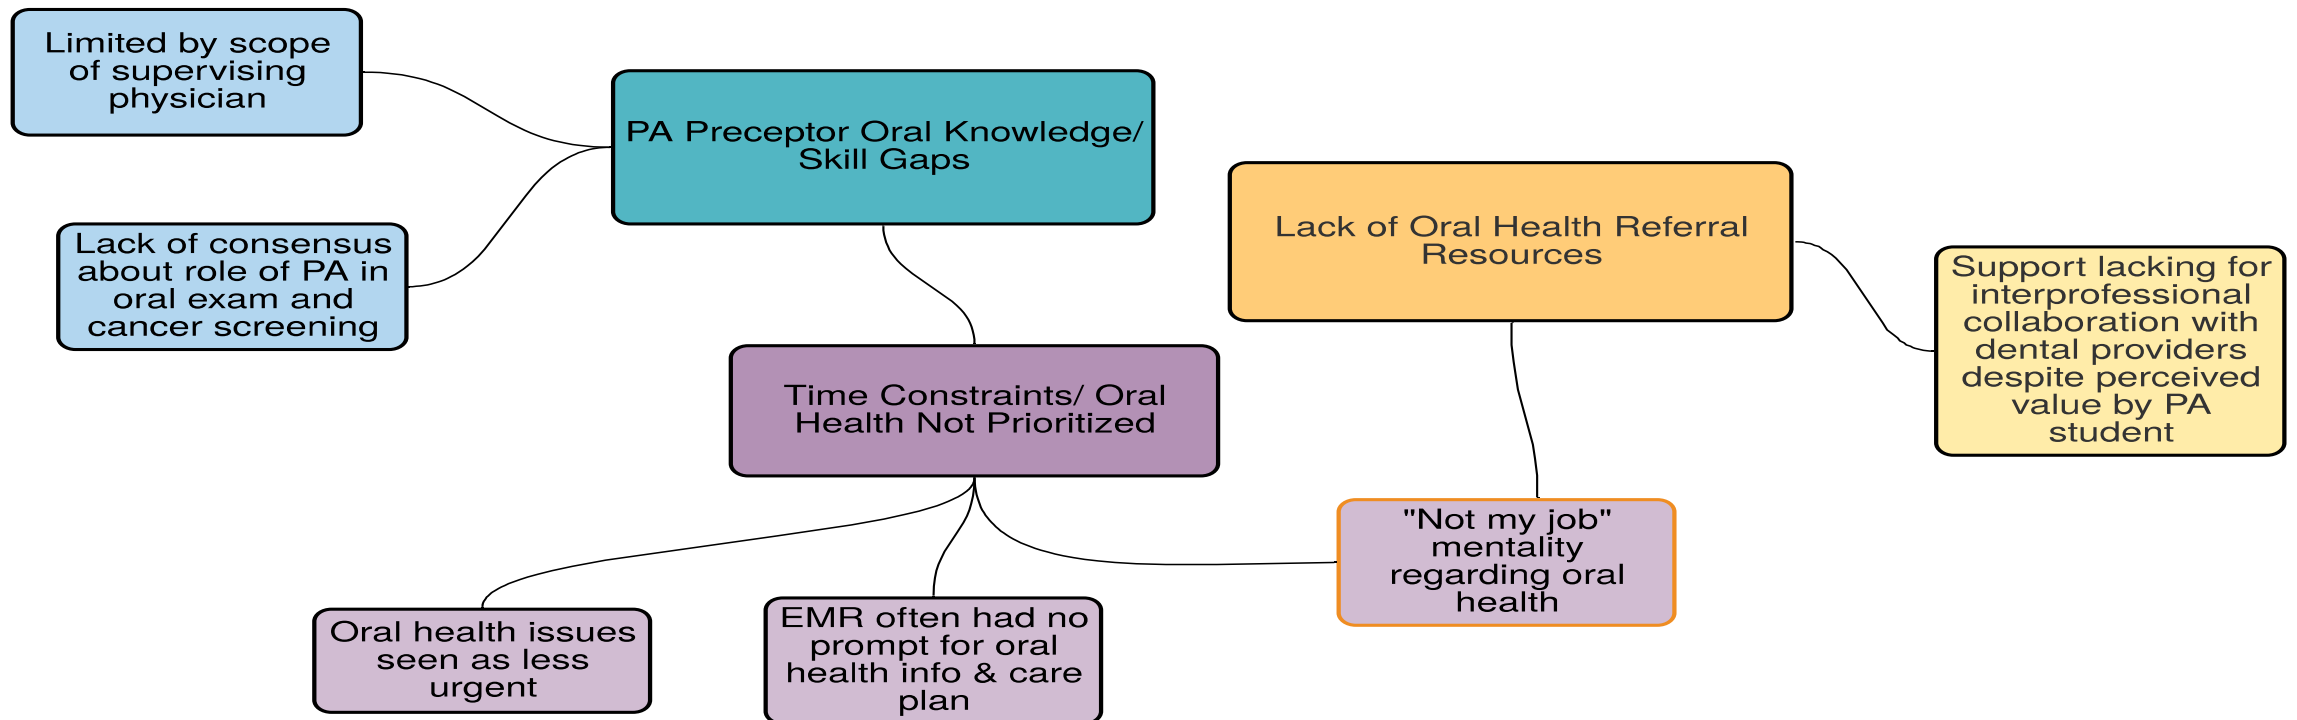 Limited by scope
of supervising
physician
PA Preceptor Oral Knowledge/
Skill Gaps
Lack of consensus
about role of PA in
oral exam and
cancer screening
Lack of Oral Health Referral
Resources
Support lacking for
interprofessional
collaboration with
dental providers
despite perceived
value by PA
student
Time Constraints/ Oral
Health Not Prioritized
"Not my job"
mentality
regarding oral
health
Oral health issues
seen as less
urgent
EMR often had no
prompt for oral
health info & care
plan